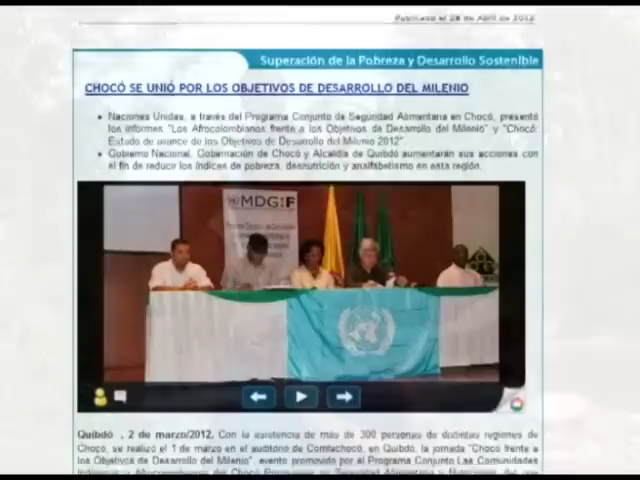 Publicado el 28 de Abril de 2012
Superación de la Pobreza y Desarrollo Sostenible
CHOCÓ SE UNIÓ POR LOS OBJETIVOS DE DESARROLLO DEL MILENIO
• Naciones Unidas, a través del Programa Conjunto de Seguridad Alimentaria en Chocó, presentó
los informes "Los Afrocolombianos frente a los Objetivos de Desarrollo del Milenio" y "Chocó:
Estado de avance de los Objetivos de Desarrollo del Milenio 2012".
• Gobierno Nacional, Gobernación de Chocó y Alcaldía de Quibdó aumentarán sus acciones con
el fin de reducir los índices de pobreza, desnutrición y analfabetismo en esta región.
MDGIF
Quibdó , 2 de marzo/2012. Con la asistencia de más de 300 personas de distintas regiones de
Chocó, se realizó el 1 de marzo en el auditorio de Comfachocó, en Quibdó, la jornada "Chocó frente a
los Objetivos de Desarrollo del Milenio", evento promovido por el Programa Conjunto Las Comunidades